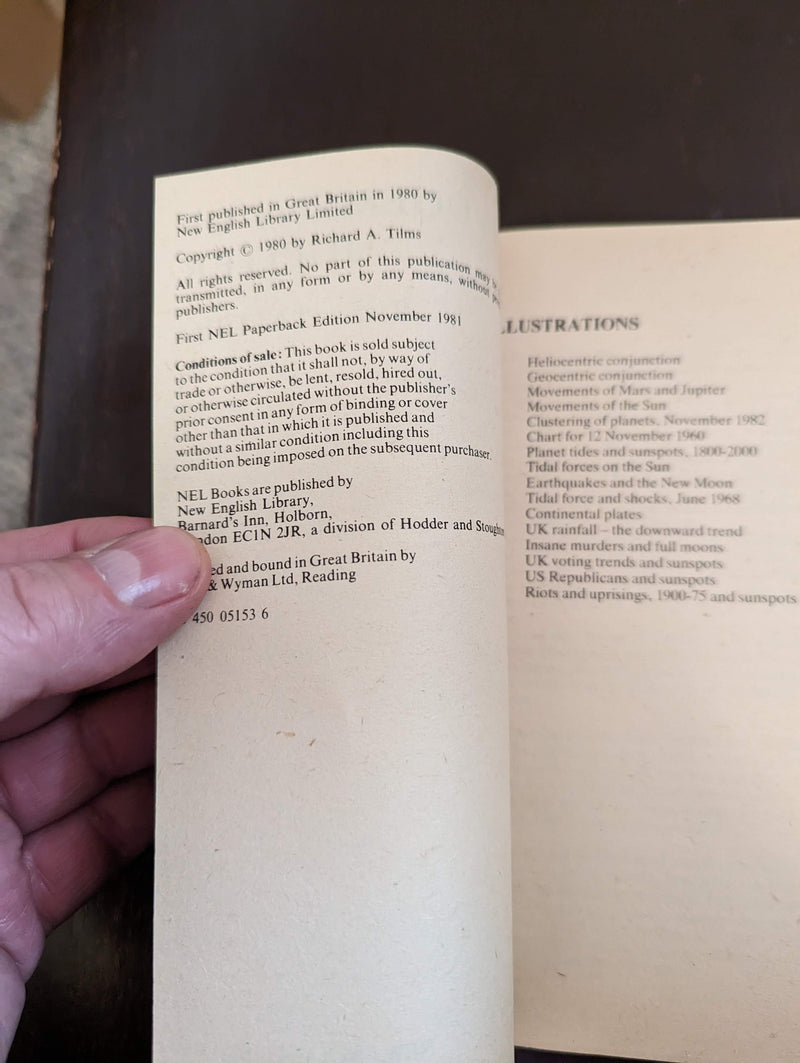 First published in Great Britain in 1980 by
New English Library Limited
Copyright © 1980 by Richard A. Tilms
All rights reserved. No part of this publication may
transmitted, in any form or by any means, without
publishers.
First NEL Paperback Edition November 1981
Conditions of sale: This book is sold subject
to the condition that it shall not, by way of
trade or otherwise, be lent, resold, hired out,
or otherwise circulated without the publisher's
prior consent in any form of binding or cover
other than that in which it is published and
without a similar condition including this
condition being imposed on the subsequent purchaser.
NEL Books are published by
New English Library,
Barnard's Inn, Holborn,
don EC1N 2JR, a division of Hodder and Stough
ed and bound in Great Britain by
& Wyman Ltd, Reading
450 05153 6
LLUSTRATIONS
Heliocentric conjunction
Geocentric conjunction
Movements of Mars and Jupiter
Movements of the Sun
Clustering of planets, November 1982
Chart for 12 November 1960
Planet tides and sunspots, 1800-2000
Tidal forces on the Sun
Earthquakes and the New Moon
Tidal force and shocks, June 1968
Continental plates
UK rainfall – the downward trend
Insane murders and full moons
UK voting trends and sunspots
US Republicans and sunspots
Riots and uprisings, 1900-75 and sunspots